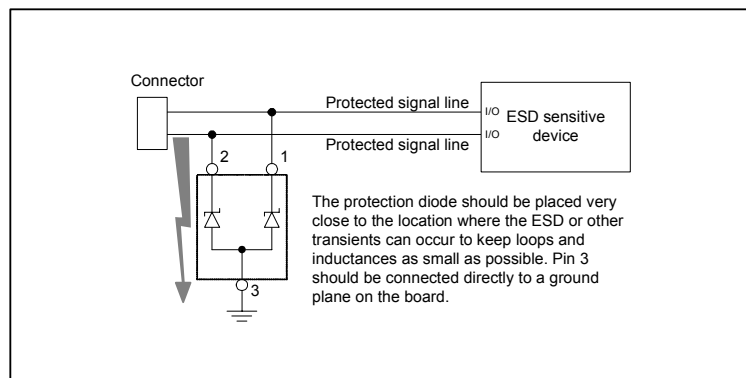 Connector
Protected signal line
I/O
ESD sensitive
device
I/O
Protected signal line
2
1
The protection diode should be placed very
close to the location where the ESD or other
transients can occur to keep loops and
inductances as small as possible. Pin 3
should be connected directly to a ground
plane on the board.
3